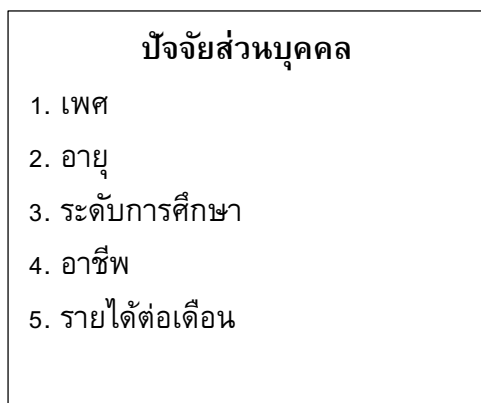 ปัจจัยส่วนบุคคล
1. เพศ
2. อายุ
3. ระดับการศึกษา
4. อาชีพ
5. รายได้ต่อเดือน